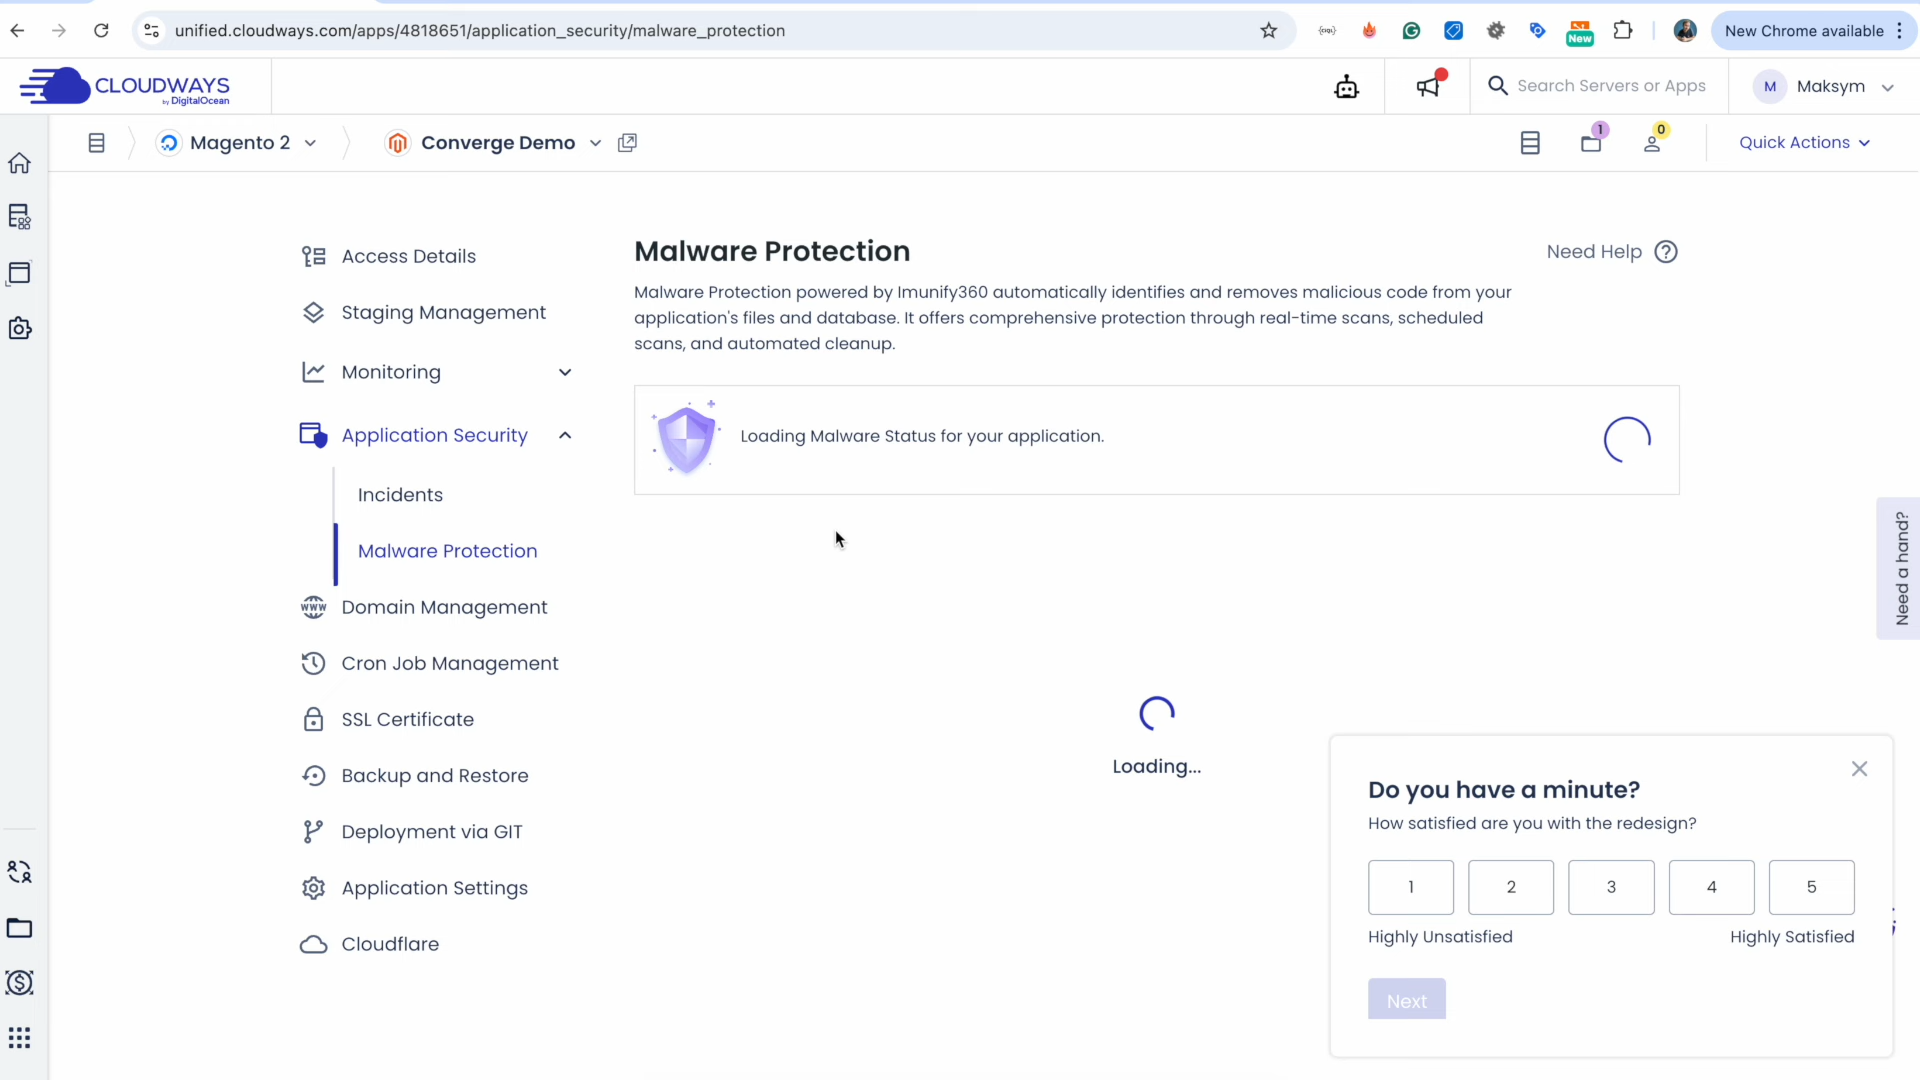 unified.cloudways.com/apps/4818651/application_security/malware_protection
New
New Chrome available
CLOUDWAYS
by DigitalOcean
Search Servers or Apps
M
Maksym
Magento 2
Converge Demo
1
0
Quick Actions
Access Details
Staging Management
Monitoring
Application Security
Incidents
Malware Protection
WWW
Domain Management
Cron Job Management
SSL Certificate
Backup and Restore
Deployment via GIT
Application Settings
Cloudflare
Malware Protection
Need Help
Malware Protection powered by Imunify360 automatically identifies and removes malicious code from your
application's files and database. It offers comprehensive protection through real-time scans, scheduled
scans, and automated cleanup.
Loading Malware Status for your application.
Loading...
Need a hand?
Do you have a minute?
How satisfied are you with the redesign?
1
2
3
4
5
Highly Unsatisfied
Highly Satisfied
Next